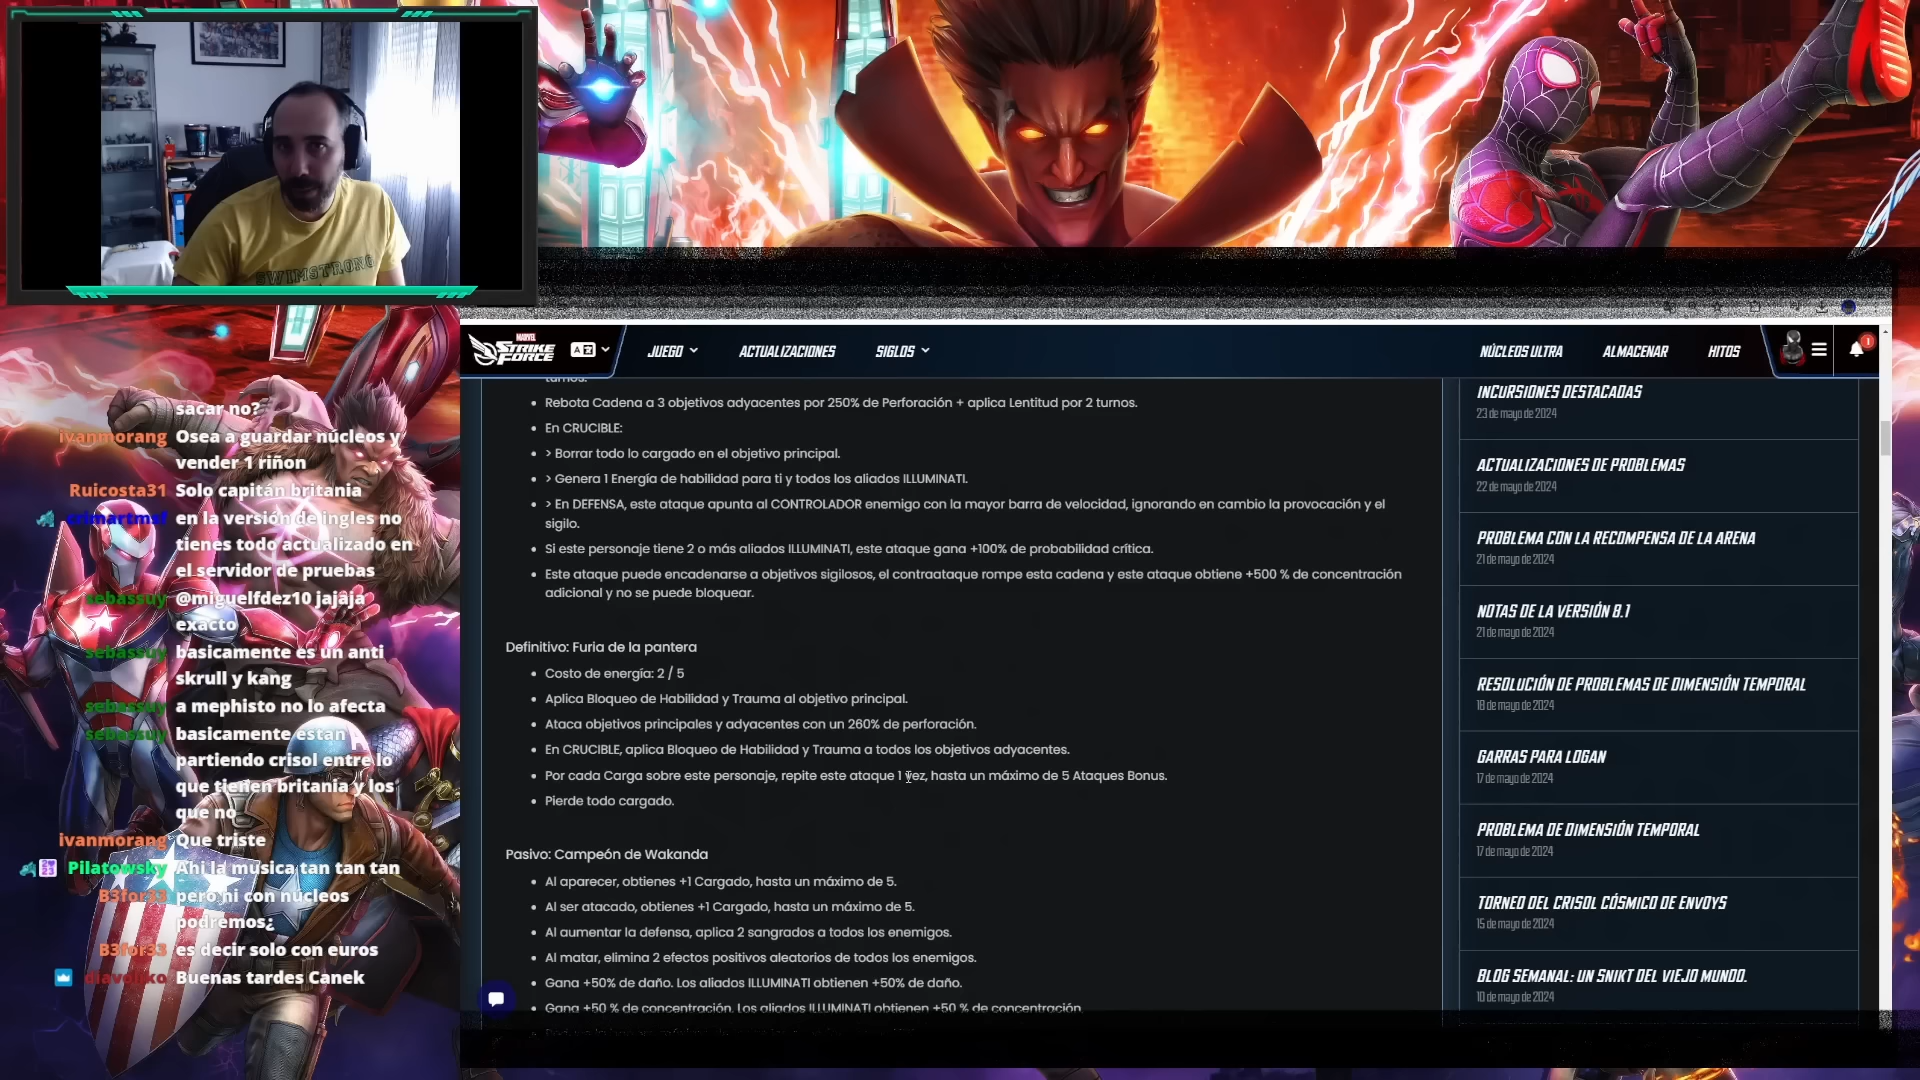 SWIMSTRONG
MARVEL
STRIKE FORCE
JUEGO
ACTUALIZACIONES
SIGLOS
NÚCLEOS ULTRA
ALMACENAR
HITOS
1
turnos.
Rebota Cadena a 3 objetivos adyacentes por 250% de Perforación + aplica Lentitud por 2 turnos.
En CRUCIBLE:
> Borrar todo lo cargado en el objetivo principal.
> Genera 1 Energía de habilidad para ti y todos los aliados ILLUMINATI.
> En DEFENSA, este ataque apunta al CONTROLADOR enemigo con la mayor barra de velocidad, ignorando en cambio la provocación y el
sigilo.
Si este personaje tiene 2 o más aliados ILLUMINATI, este ataque gana +100% de probabilidad crítica.
Este ataque puede encadenarse a objetivos sigilosos, el contraataque rompe esta cadena y este ataque obtiene +500 % de concentración
adicional y no se puede bloquear.
Definitivo: Furia de la pantera
Costo de energía: 2 / 5
Aplica Bloqueo de Habilidad y Trauma al objetivo principal.
Ataca objetivos principales y adyacentes con un 260% de perforación.
En CRUCIBLE, aplica Bloqueo de Habilidad y Trauma a todos los objetivos adyacentes.
Por cada Carga sobre este personaje, repite este ataque 1 vez, hasta un máximo de 5 Ataques Bonus.
Pierde todo cargado.
Pasivo: Campeón de Wakanda
Al aparecer, obtienes +1 Cargado, hasta un máximo de 5.
Al ser atacado, obtienes +1 Cargado, hasta un máximo de 5.
Al aumentar la defensa, aplica 2 sangrados a todos los enemigos.
Al matar, elimina 2 efectos positivos aleatorios de todos los enemigos.
Gana +50% de daño. Los aliados ILLUMINATI obtienen +50% de daño.
Gana +50 % de concentración. Los aliados ILLUMINATI obtienen +50 % de concentración.
INCURSIONES DESTACADAS
23 de mayo de 2024
ACTUALIZACIONES DE PROBLEMAS
22 de mayo de 2024
PROBLEMA CON LA RECOMPENSA DE LA ARENA
21 de mayo de 2024
NOTAS DE LA VERSIÓN 8.1
21 de mayo de 2024
RESOLUCIÓN DE PROBLEMAS DE DIMENSIÓN TEMPORAL
18 de mayo de 2024
GARRAS PARA LOGAN
17 de mayo de 2024
PROBLEMA DE DIMENSIÓN TEMPORAL
17 de mayo de 2024
TORNEO DEL CRISOL CÓSMICO DE ENVOYS
15 de mayo de 2024
BLOG SEMANAL: UN SNIKT DEL VIEJO MUNDO.
10 de mayo de 2024
sacar no?
ivanmorang Osea a guardar núcleos y
vender 1 riñon
Ruicosta31 Solo capitán britania
crimartmsf en la versión de ingles no
tienes todo actualizado en
el servidor de pruebas
sebassuy @miguelfdez10 jajaja
exacto
sebassuy basicamente es un anti
skrull y kang
sebassuy a mephisto no lo afecta
sebassuy basicamente estan
partiendo crisol entre lo
que tienen britania y los
que no
ivanmorang Que triste
Pilatowsky Ahi la musica tan tan tan
B3for33 pero ni con núcleos
podremos¿
B3for33 es decir solo con euros
diavoliko Buenas tardes Canek